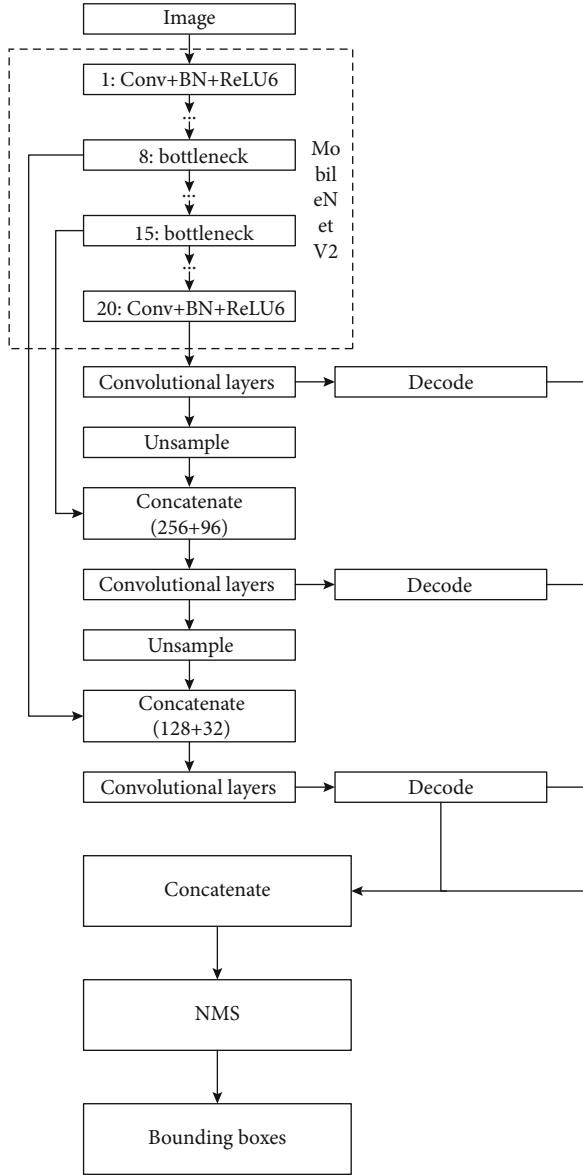 Image
1: Conv+BN+ReLU6
...
8: bottleneck
...
15: bottleneck
...
20: Conv+BN+ReLU6
Mo
bil
eN
et
V2
Convolutional layers
Decode
Unsample
Concatenate
(256+96)
Convolutional layers
Decode
Unsample
Concatenate
(128+32)
Convolutional layers
Decode
Concatenate
NMS
Bounding boxes